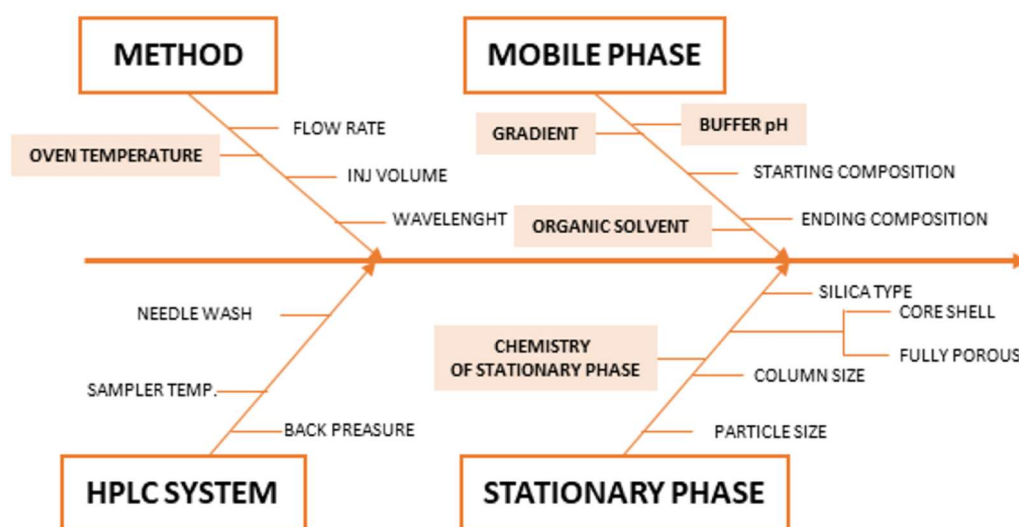 METHOD
MOBILE PHASE
FLOW RATE
OVEN TEMPERATURE
INJ VOLUME
WAVELENGHT
GRADIENT
BUFFER pH
STARTING COMPOSITION
ORGANIC SOLVENT
ENDING COMPOSITION
NEEDLE WASH
SAMPLER TEMP.
BACK PREASURE
SILICA TYPE
CORE SHELL
FULLY POROUS
CHEMISTRY
OF STATIONARY PHASE
COLUMN SIZE
PARTICLE SIZE
HPLC SYSTEM
STATIONARY PHASE